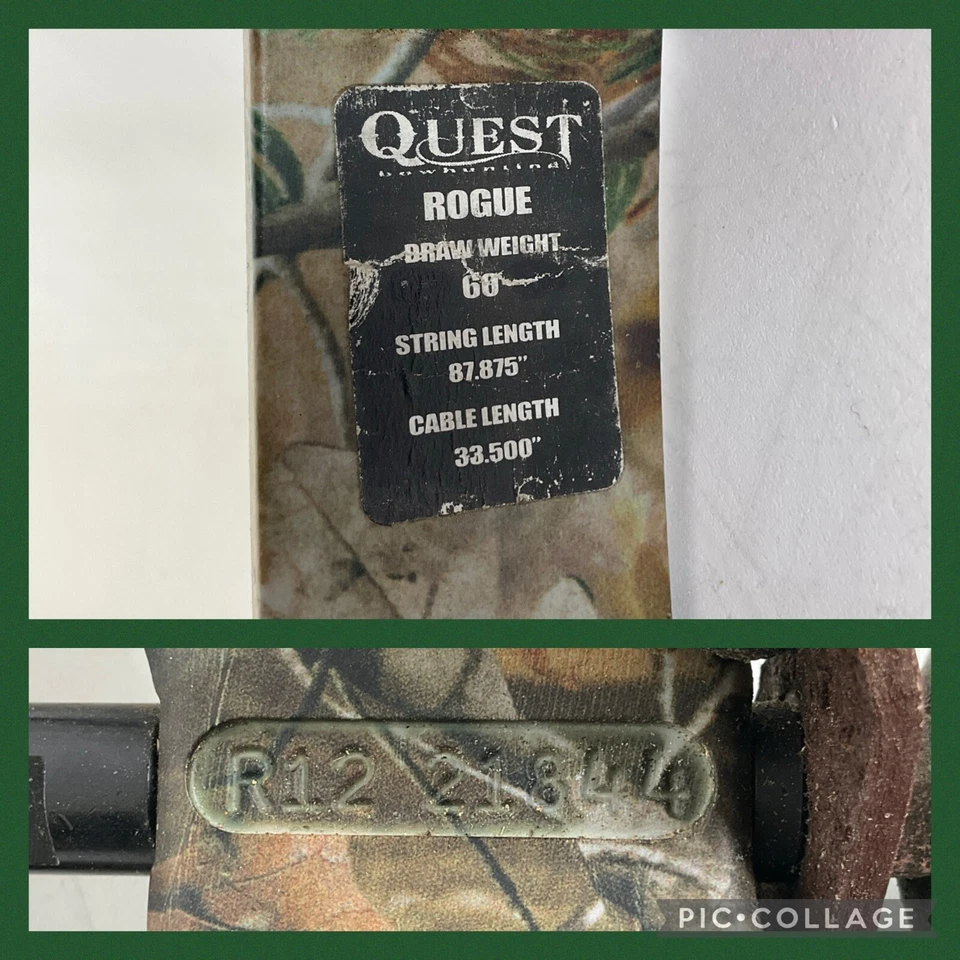 QUEST
bowhunting
ROGUE
DRAW WEIGHT
60
STRING LENGTH
87.875”
CABLE LENGTH
33.500”
R12 21844
PIC•COLLAGE